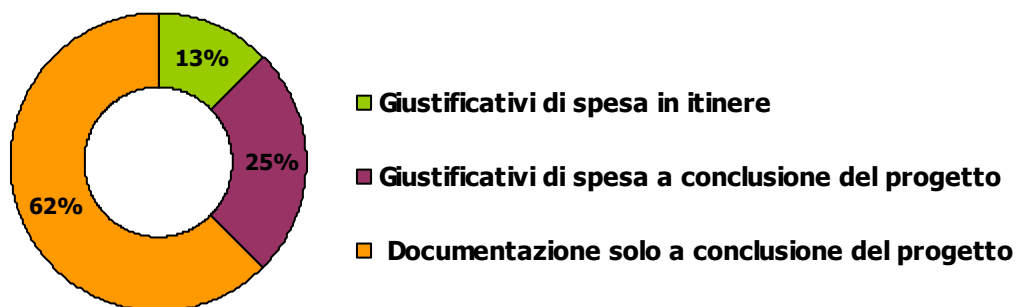 13%
Giustificativi di spesa in itinere
25%
Giustificativi di spesa a conclusione del progetto
62%
Documentazione solo a conclusione del progetto